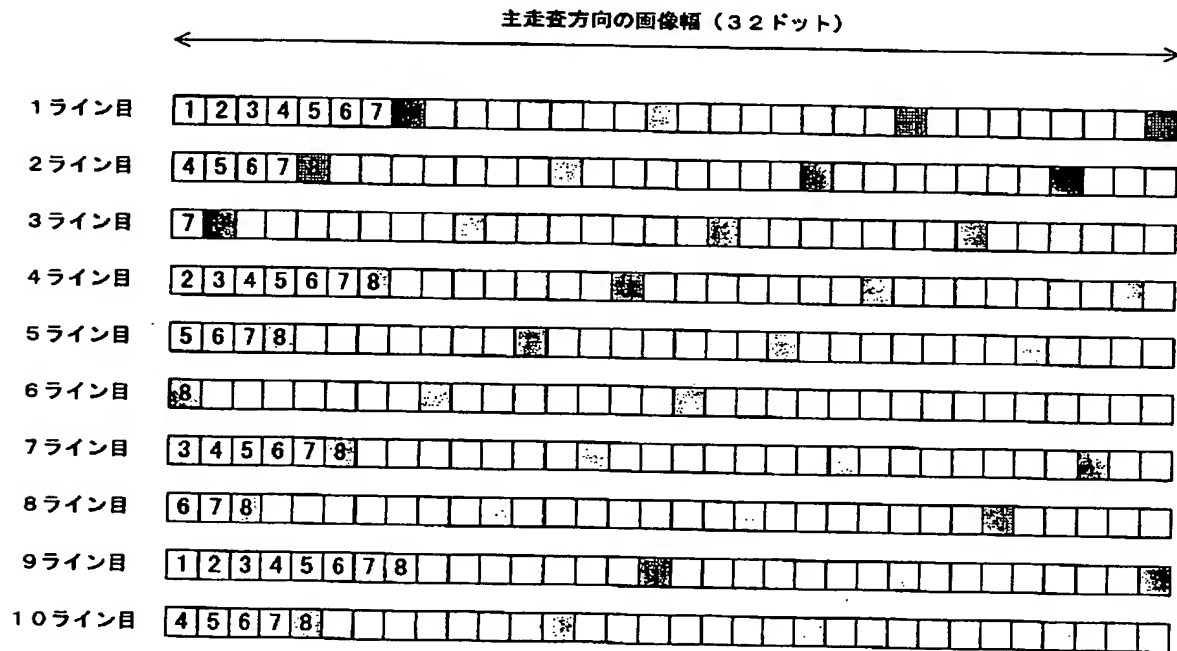 主走査方向の画像幅（３２ドット）
１ライン目 1 2 3 4 5 6 7
２ライン目 4 5 6 7 8
３ライン目 7
４ライン目 2 3 4 5 6 7 8
５ライン目 5 6 7 8
６ライン目 8
７ライン目 3 4 5 6 7 8
８ライン目 6 7 8
９ライン目 1 2 3 4 5 6 7 8
１０ライン目 4 5 6 7 8